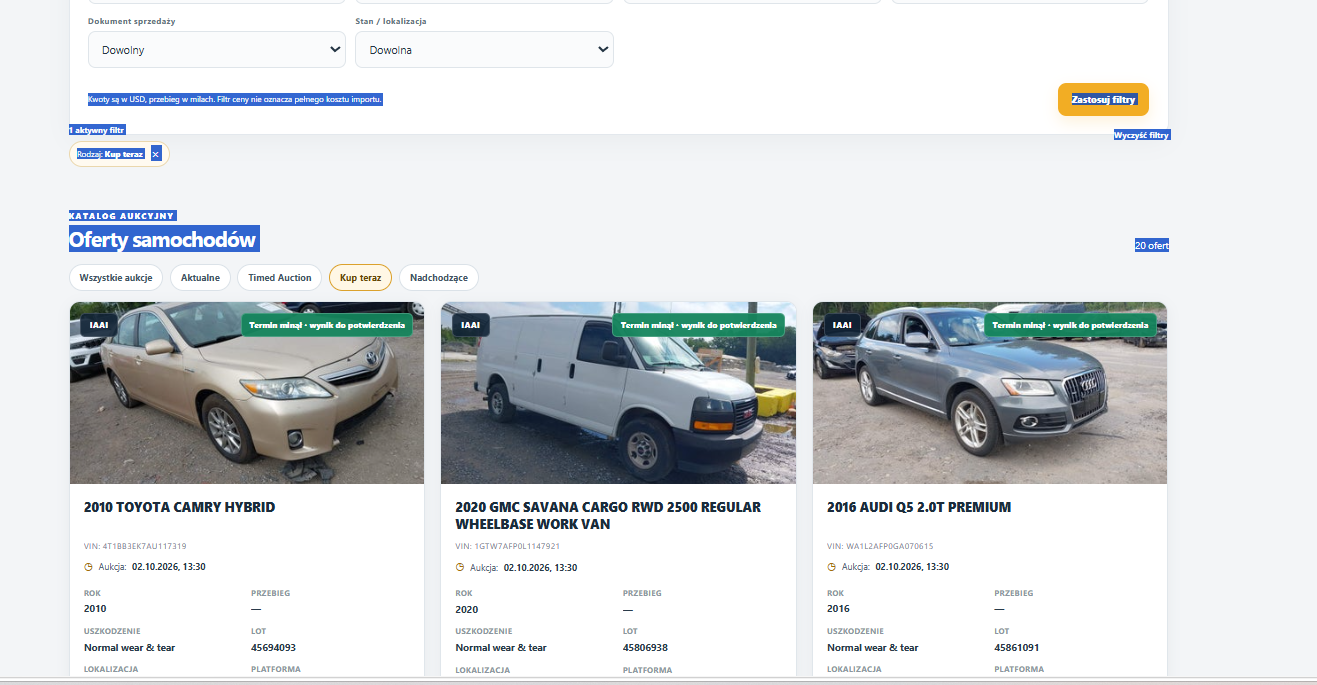 Dokument sprzedaży
Stan / lokalizacja
Dowolny
Dowolna
Kwoty są w USD, przebieg w milach. Filtr ceny nie oznacza pełnego kosztu importu.
Zastosuj filtry
1 aktywny filtr
Wyczyść filtry
Rodzaj: Kup teraz ×
KATALOG AUKCYJNY
Oferty samochodów
20 ofert
Wszystkie aukcje
Aktualne
Timed Auction
Kup teraz
Nadchodzące
IAAI
Termin minął · wynik do potwierdzenia
2010 TOYOTA CAMRY HYBRID
VIN: 4T1BB3EK7AU117319
Aukcja: 02.10.2026, 13:30
ROK
PRZEBIEG
2010
—
USZKODZENIE
LOT
Normal wear & tear
45694093
LOKALIZACJA
PLATFORMA
IAAI
Termin minął · wynik do potwierdzenia
2020 GMC SAVANA CARGO RWD 2500 REGULAR
WHEELBASE WORK VAN
VIN: 1GTW7AFP0L1147921
Aukcja: 02.10.2026, 13:30
ROK
PRZEBIEG
2020
—
USZKODZENIE
LOT
Normal wear & tear
45806938
LOKALIZACJA
PLATFORMA
IAAI
Termin minął · wynik do potwierdzenia
2016 AUDI Q5 2.0T PREMIUM
VIN: WA1L2AFP0GA070615
Aukcja: 02.10.2026, 13:30
ROK
PRZEBIEG
2016
—
USZKODZENIE
LOT
Normal wear & tear
45861091
LOKALIZACJA
PLATFORMA